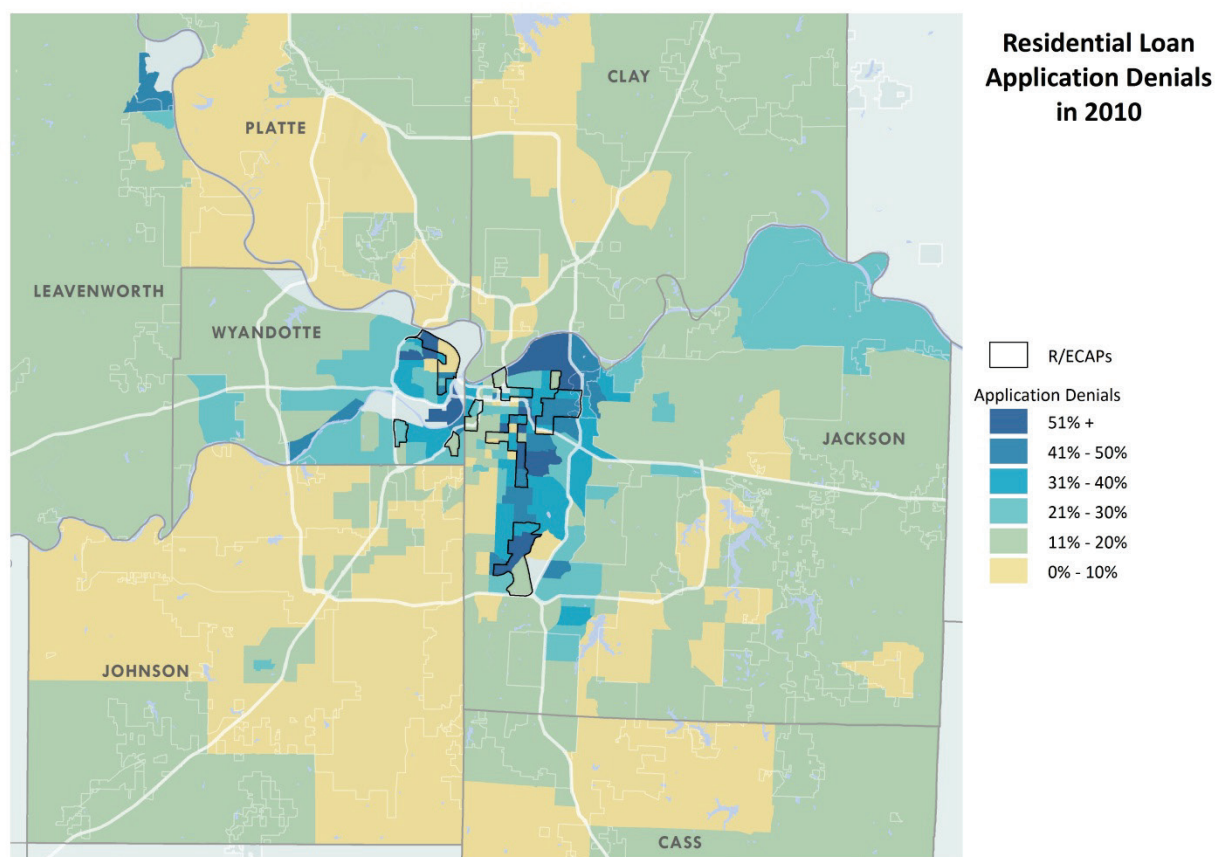 Residential Loan
Application Denials
in 2010
CLAY
PLATTE
LEAVENWORTH
WYANDOTTE
JACKSON
JOHNSON
CASS
R/ECAPs
Application Denials
51% +
41% - 50%
31% - 40%
21% - 30%
11% - 20%
0% - 10%